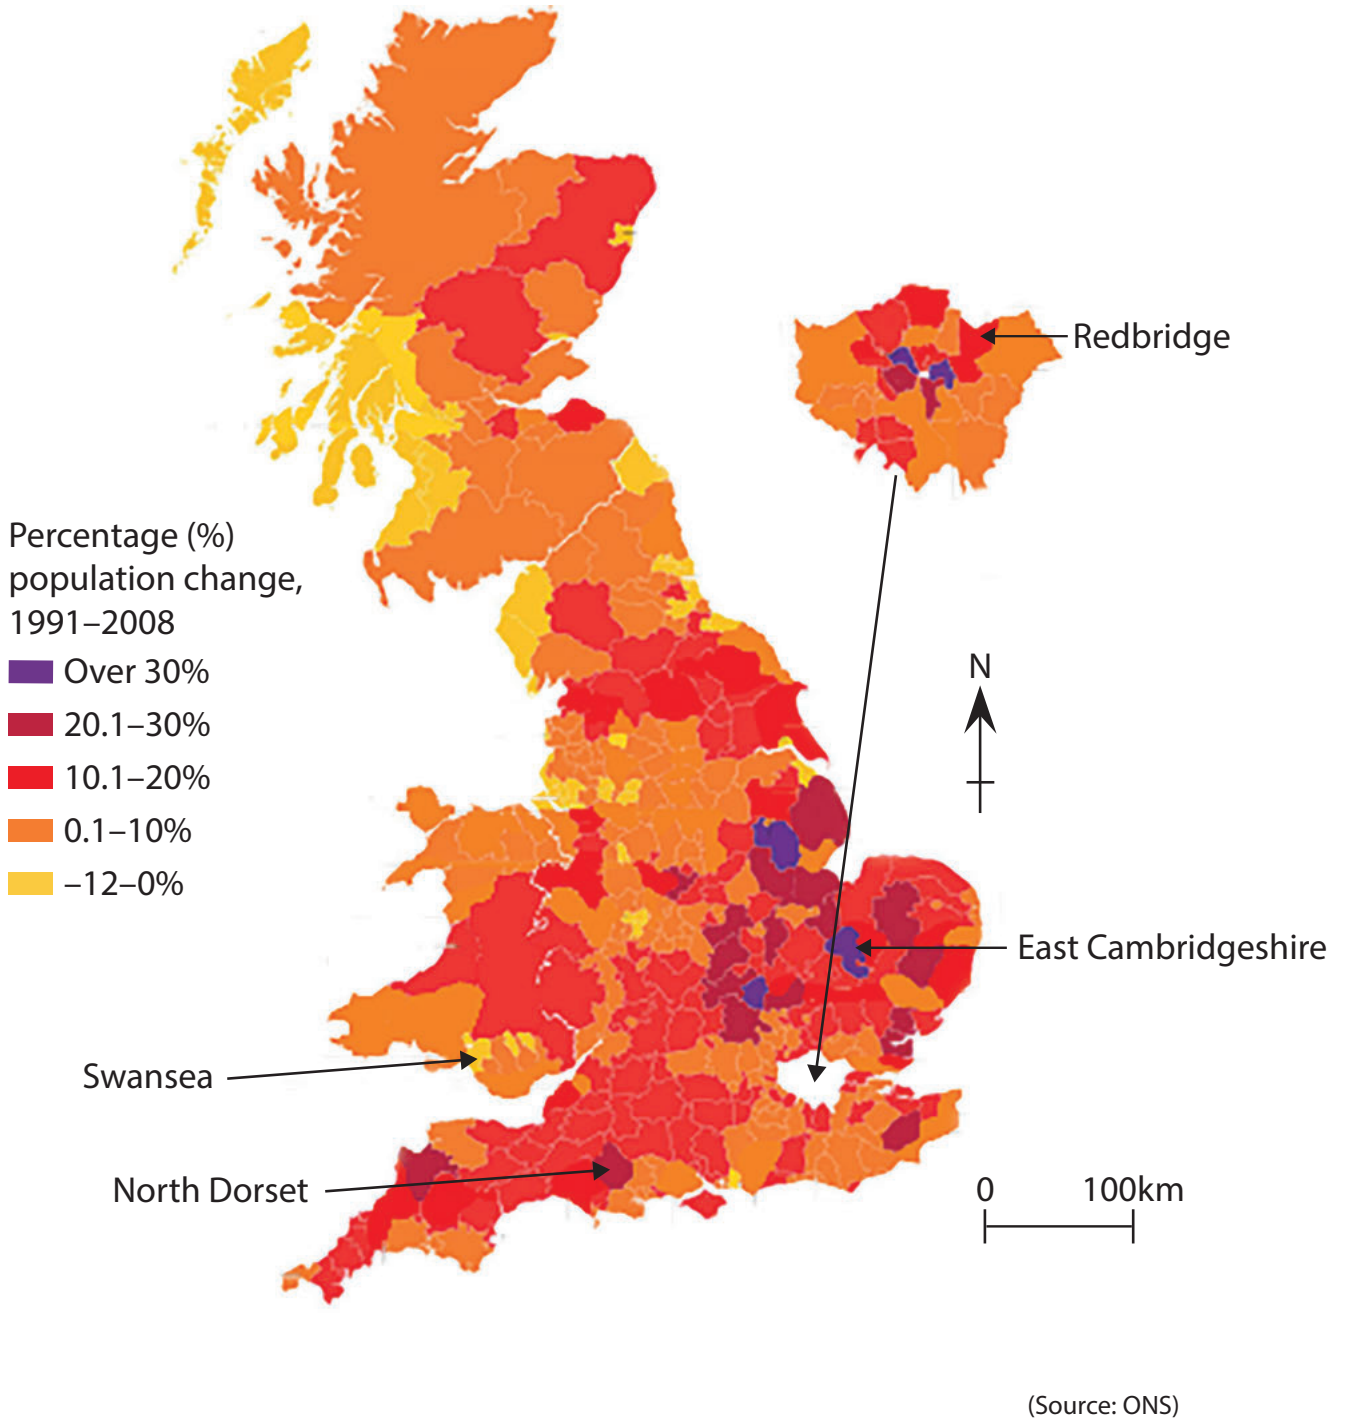 Redbridge
Percentage (%)
population change,
1991–2008
Over 30%
20.1–30%
10.1–20%
0.1–10%
–12–0%
N
East Cambridgeshire
Swansea
North Dorset
0 100km
(Source: ONS)